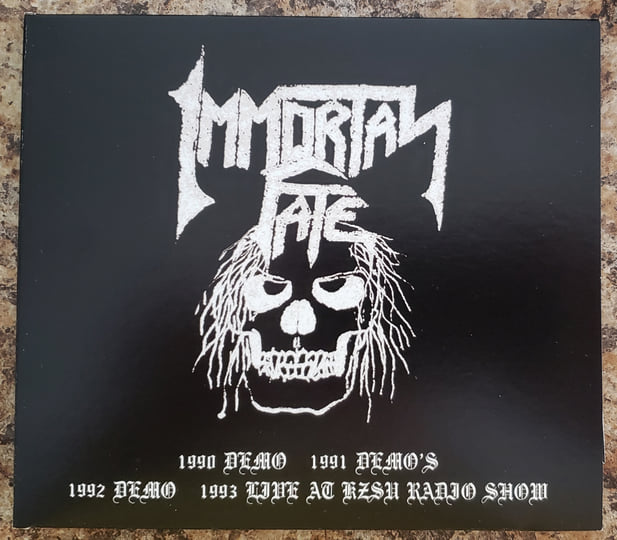 IMMORTAL
FATE
1990 DEMO 1991 DEMO'S
1992 DEMO 1993 LIVE AT KZSU RADIO SHOW